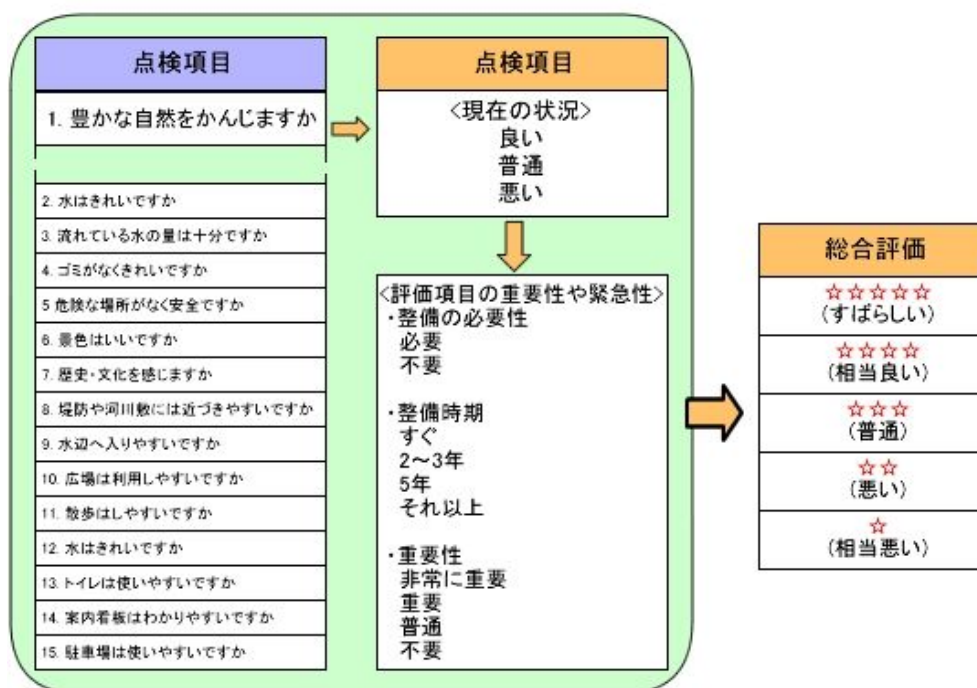 点検項目
1. 豊かな自然をかんじますか
2. 水はきれいですか
3. 流れている水の量は十分ですか
4. ゴミがなくきれいですか
5 危険な場所がなく安全ですか
6. 景色はいいですか
7. 歴史・文化を感じますか
8. 堤防や河川敷には近づきやすいですか
9. 水辺へ入りやすいですか
10. 広場は利用しやすいですか
11. 散歩はしやすいですか
12. 水はきれいですか
13. トイレは使いやすいですか
14. 案内看板はわかりやすいですか
15. 駐車場は使いやすいですか
点検項目
<現在の状況>
良い
普通
悪い
<評価項目の重要性や緊急性>
・整備の必要性
必要
不要
・整備時期
すぐ
2～3年
5年
それ以上
・重要性
非常に重要
重要
普通
不要
総合評価
☆☆☆☆☆
(すばらしい)
☆☆☆☆
(相当良い)
☆☆☆
(普通)
☆☆
(悪い)
☆
(相当悪い)